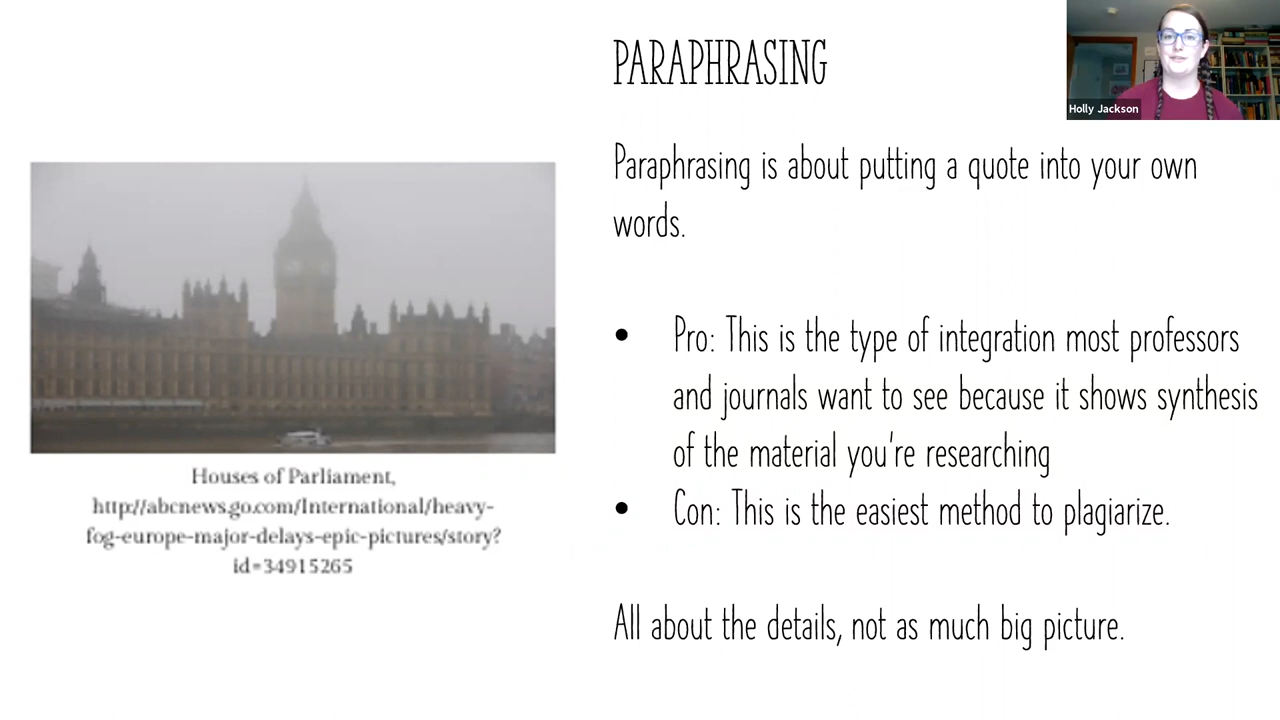 PARAPHRASING
Holly Jackson
Paraphrasing is about putting a quote into your own
words.
• Pro: This is the type of integration most professors
and journals want to see because it shows synthesis
of the material you're researching
• Con: This is the easiest method to plagiarize.
All about the details, not as much big picture.
Houses of Parliament,
http://abcnews.go.com/International/heavy-
fog-europe-major-delays-epic-pictures/story?
id=34915265